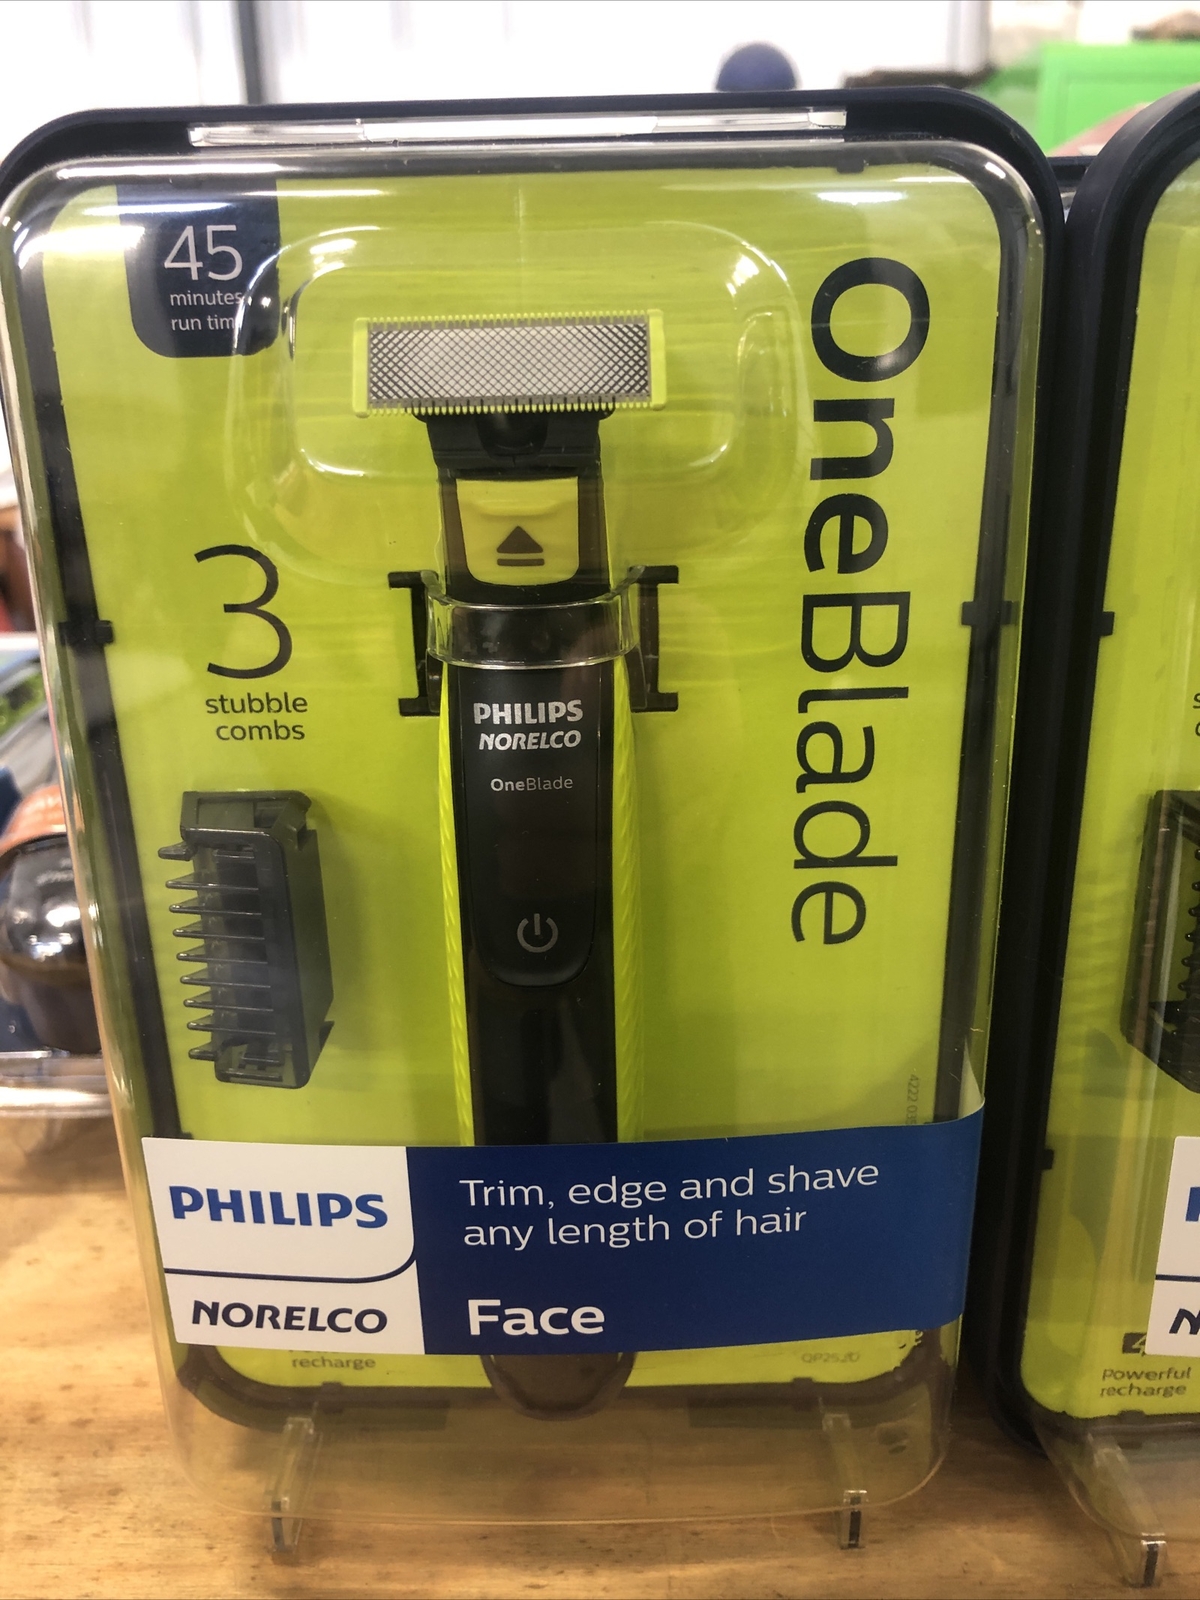 45
minutes
run tim
OneBlade
3
stubble
combs
PHILIPS
NORELCO
OneBlade
PHILIPS
NORELCO
Trim, edge and shave
any length of hair
Face
recharge
QP2520
Powerful
recharge